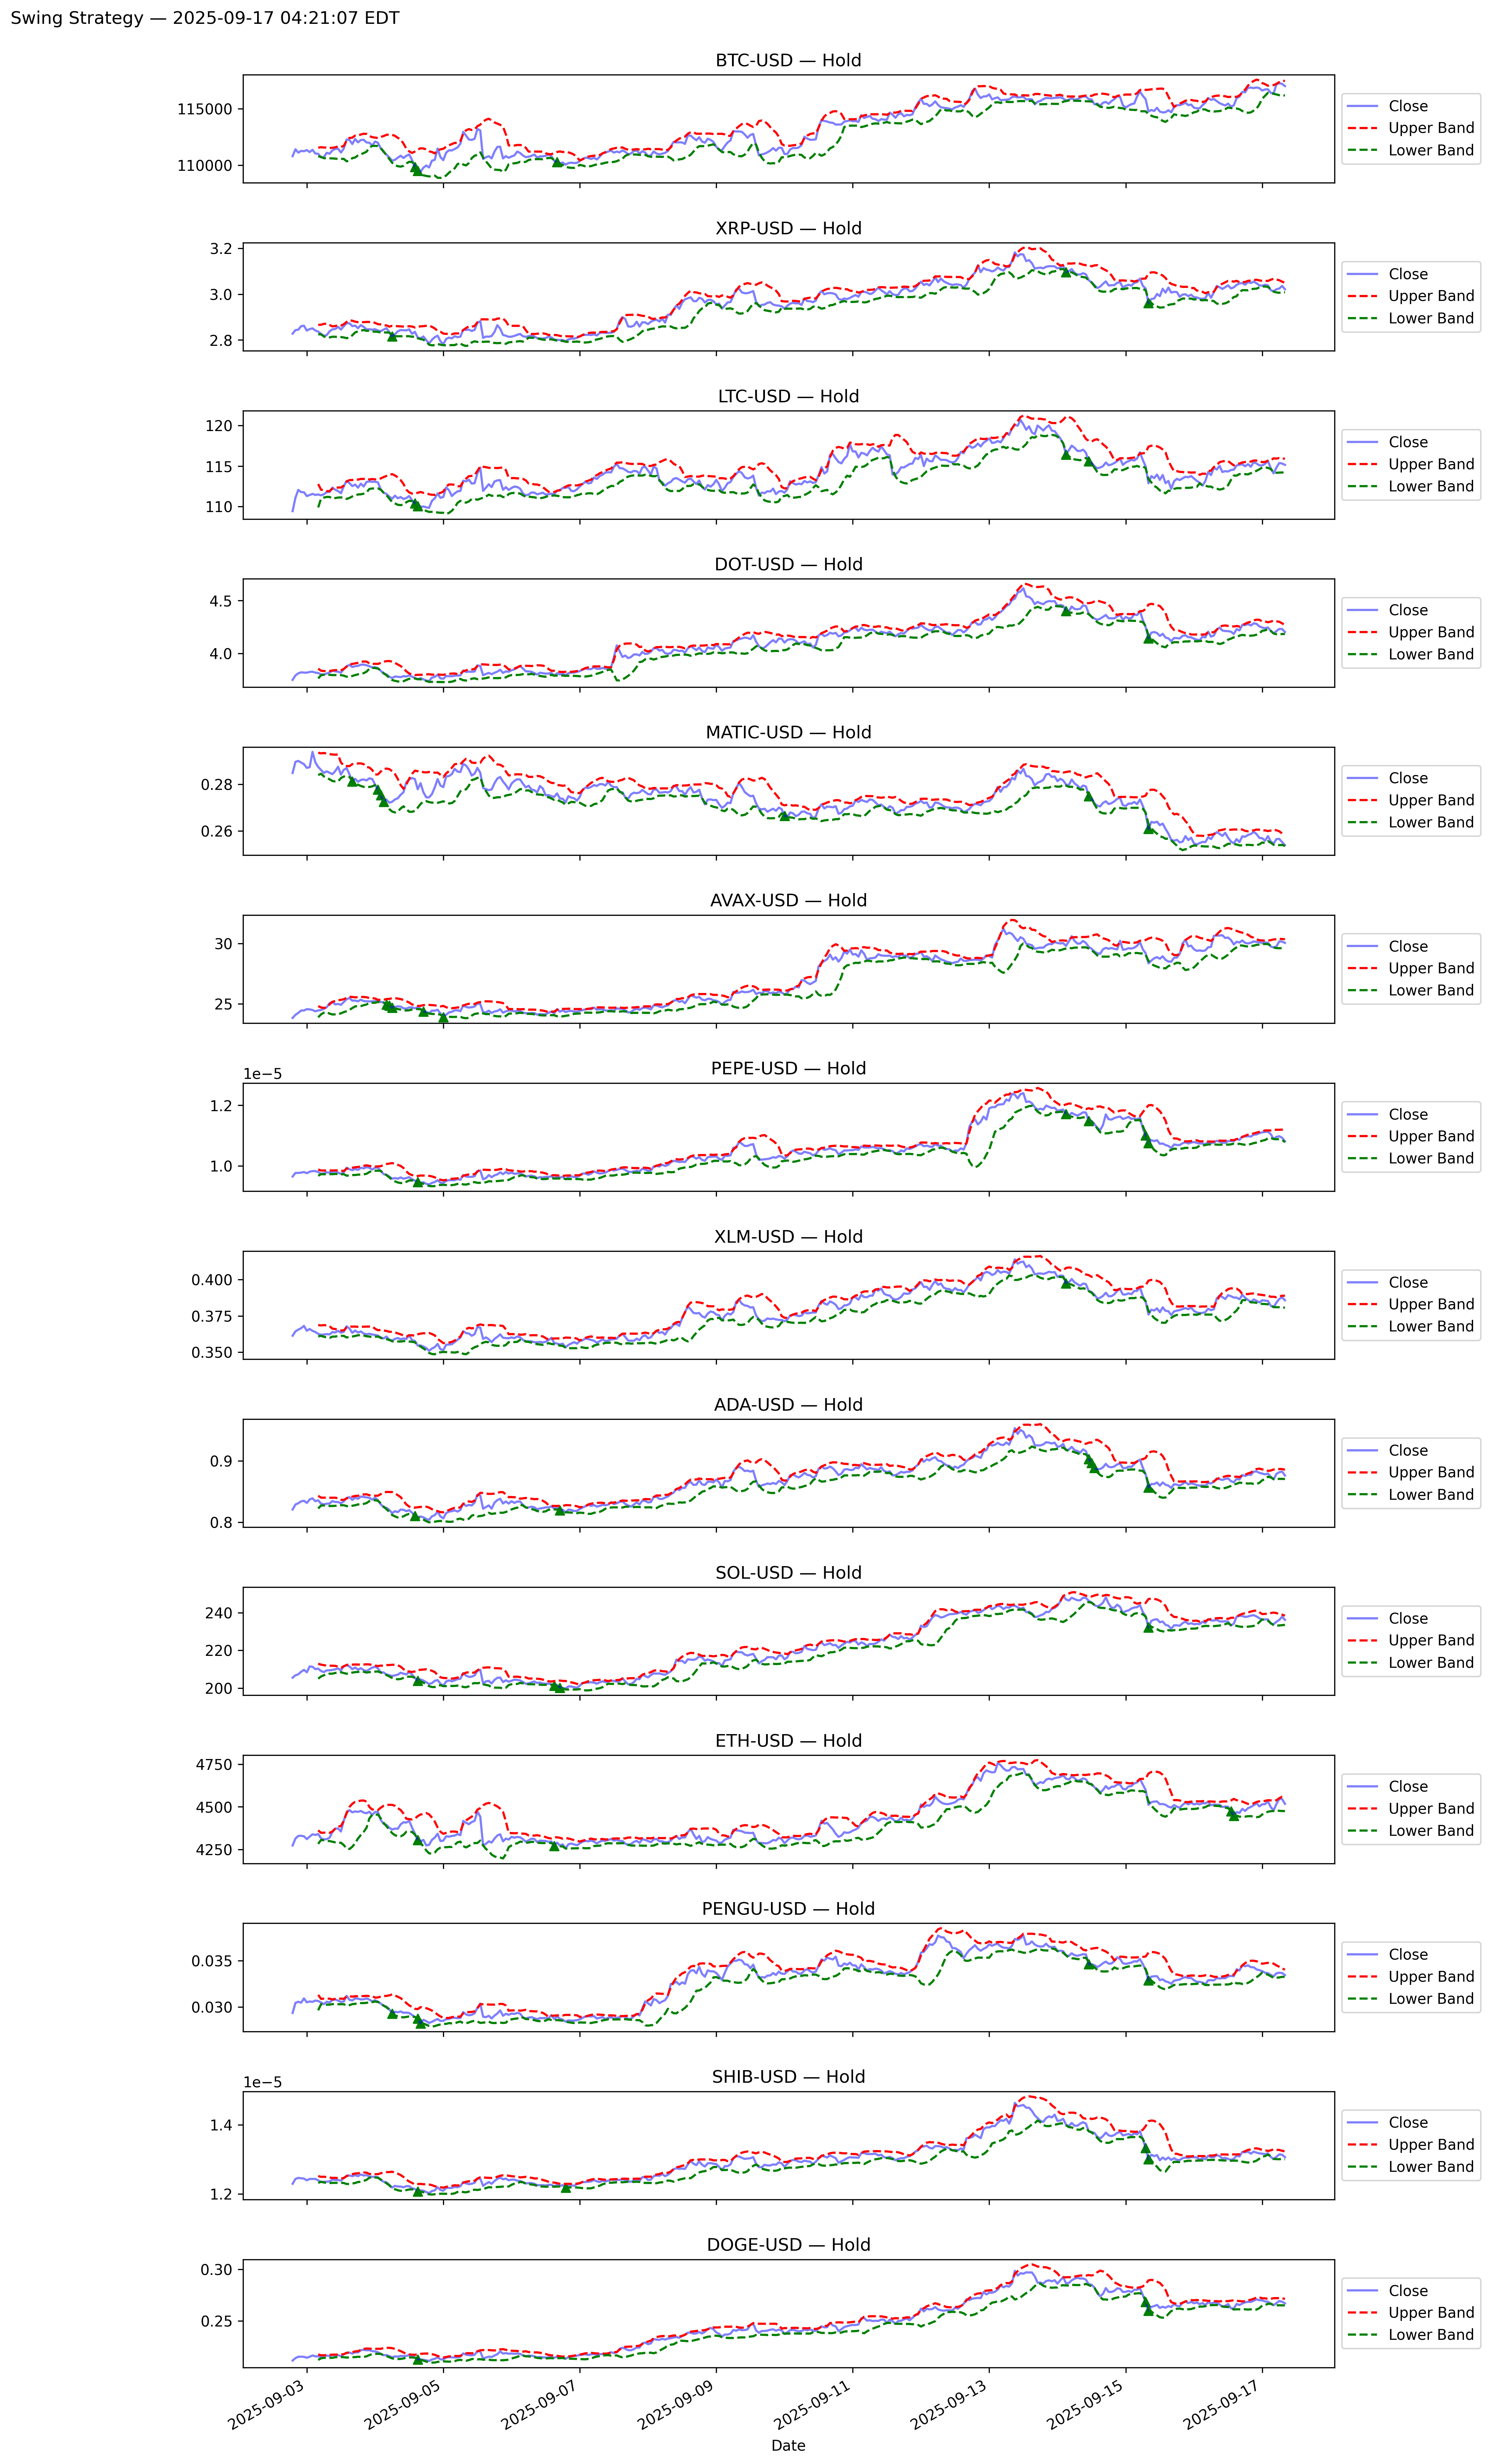 Swing Strategy — 2025-09-17 04:21:07 EDT
BTC-USD — Hold
115000
110000
Close
Upper Band
Lower Band
XRP-USD — Hold
3.2
3.0
2.8
Close
Upper Band
Lower Band
LTC-USD — Hold
120
115
110
Close
Upper Band
Lower Band
DOT-USD — Hold
4.5
4.0
Close
Upper Band
Lower Band
MATIC-USD — Hold
0.28
0.26
Close
Upper Band
Lower Band
AVAX-USD — Hold
30
25
Close
Upper Band
Lower Band
PEPE-USD — Hold
1e−5
1.2
1.0
Close
Upper Band
Lower Band
XLM-USD — Hold
0.400
0.375
0.350
Close
Upper Band
Lower Band
ADA-USD — Hold
0.9
0.8
Close
Upper Band
Lower Band
SOL-USD — Hold
240
220
200
Close
Upper Band
Lower Band
ETH-USD — Hold
4750
4500
4250
Close
Upper Band
Lower Band
PENGU-USD — Hold
0.035
0.030
Close
Upper Band
Lower Band
SHIB-USD — Hold
1e−5
1.4
1.2
Close
Upper Band
Lower Band
DOGE-USD — Hold
0.30
0.25
Close
Upper Band
Lower Band
2025-09-03
2025-09-05
2025-09-07
2025-09-09
2025-09-11
2025-09-13
2025-09-15
2025-09-17
Date